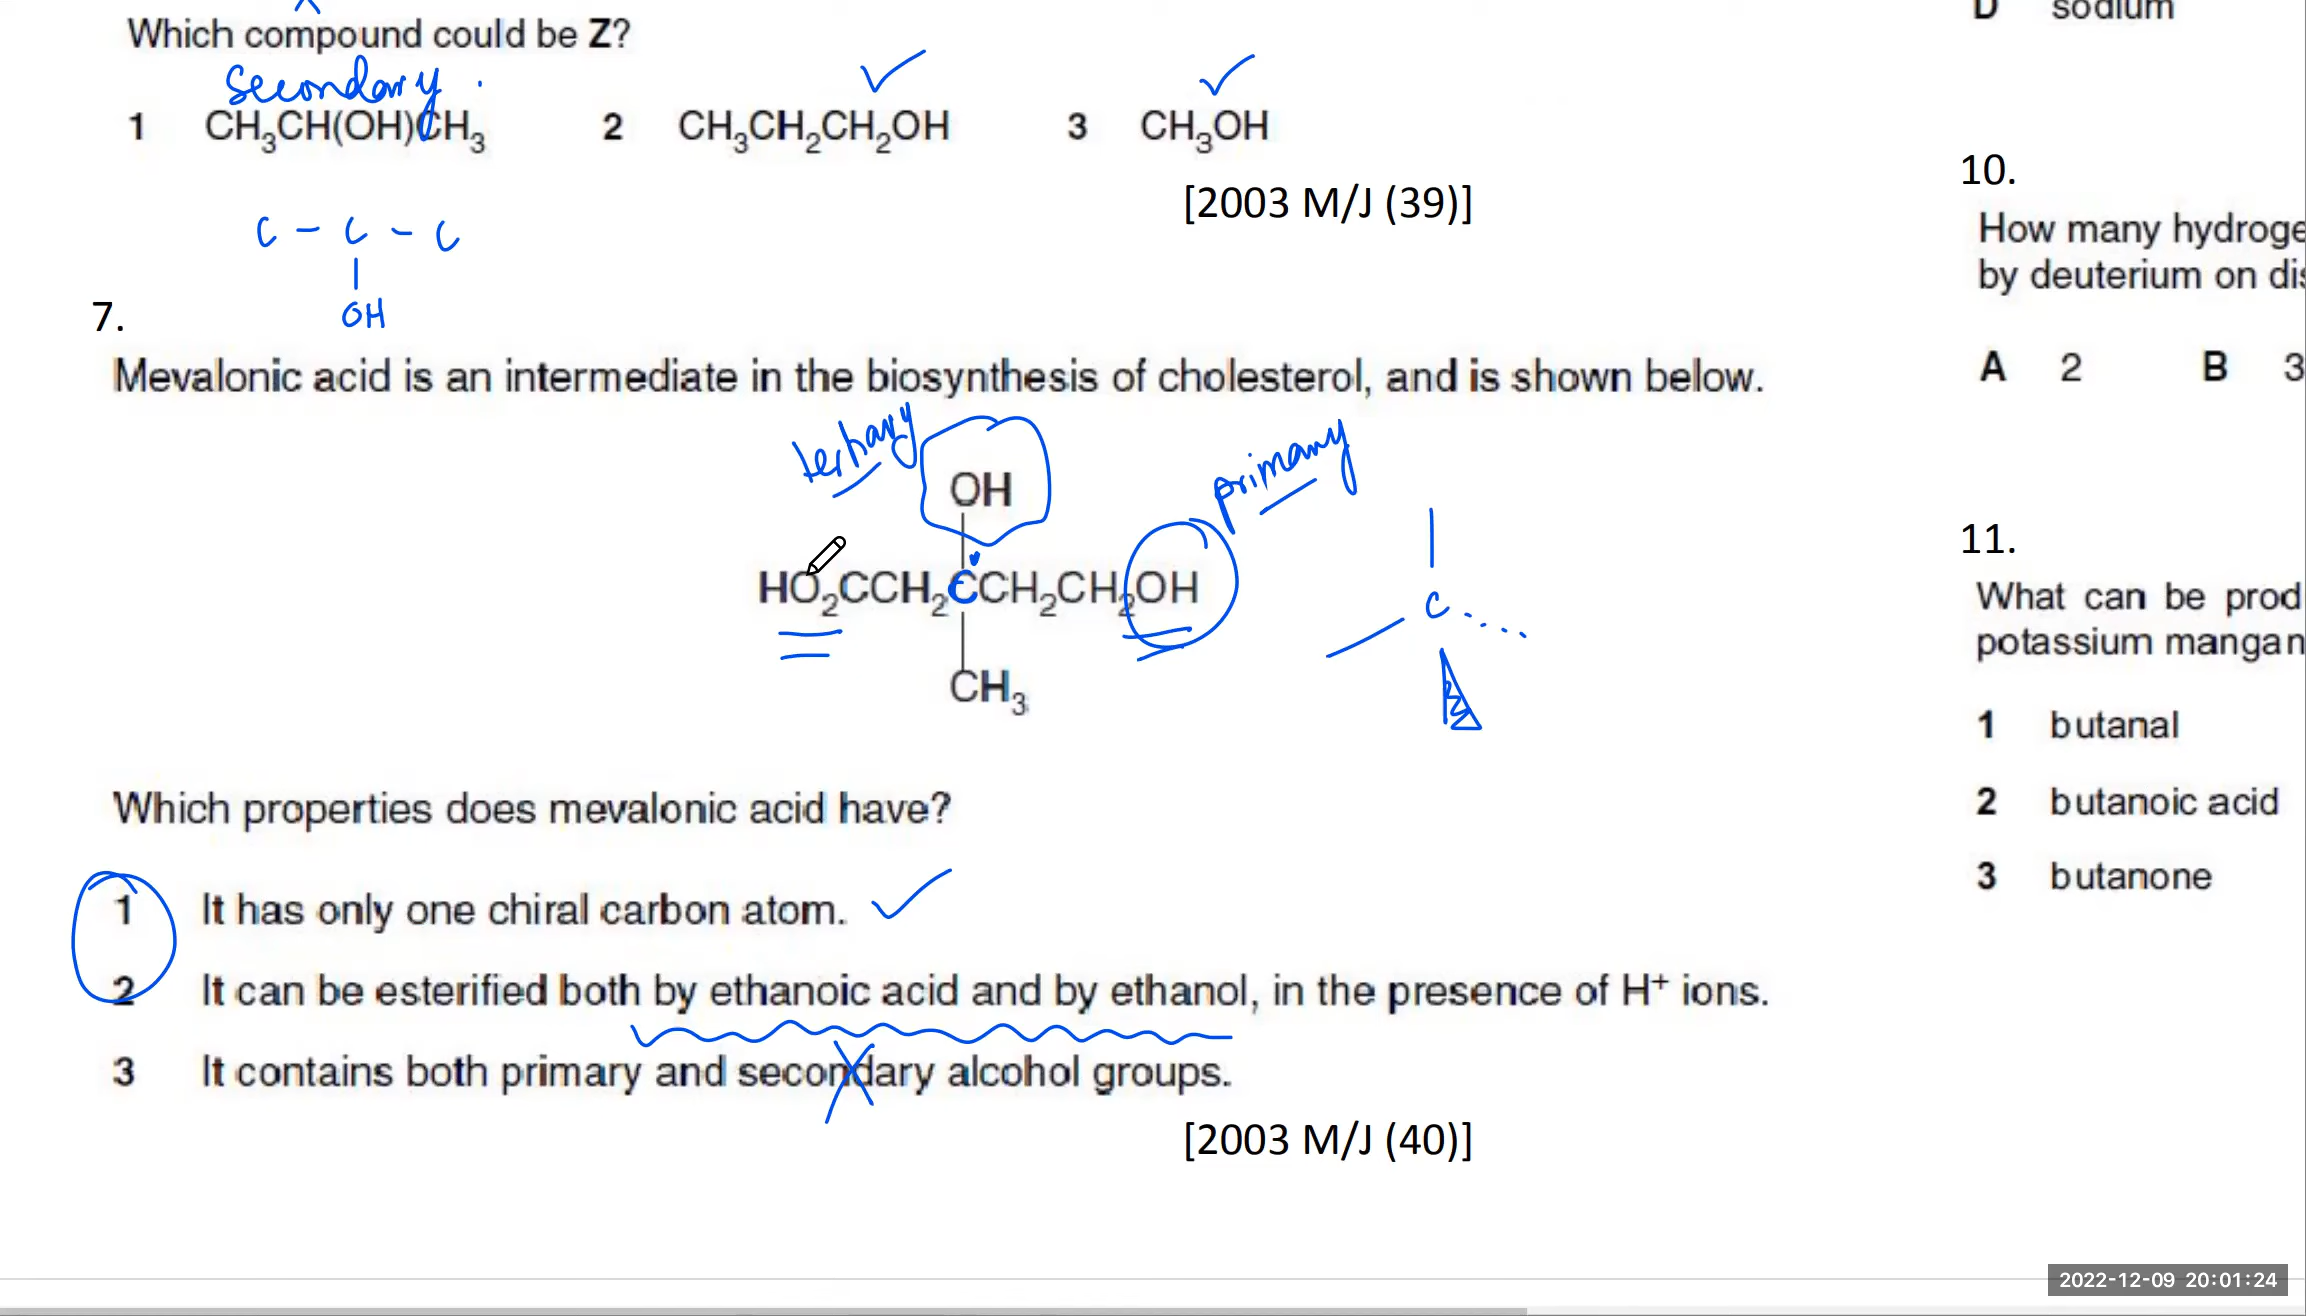 Which compound could be Z?
secondary.
1 CH₃CH(OH)CH₃ 2 CH₃CH₂CH₂OH 3 CH₃OH
[2003 M/J (39)]
C - C - C
OH
7.
Mevalonic acid is an intermediate in the biosynthesis of cholesterol, and is shown below.
tertiary
primary
OH
HO₂CCH₂CCH₂CH₂OH
CH₃
C
Which properties does mevalonic acid have?
1 It has only one chiral carbon atom.
2 It can be esterified both by ethanoic acid and by ethanol, in the presence of H⁺ ions.
3 It contains both primary and secondary alcohol groups.
[2003 M/J (40)]
D sodium
10.
How many hydroge
by deuterium on dis
A 2 B 3
11.
What can be prod
potassium mangan
1 butanal
2 butanoic acid
3 butanone
2022-12-09 20:01:24